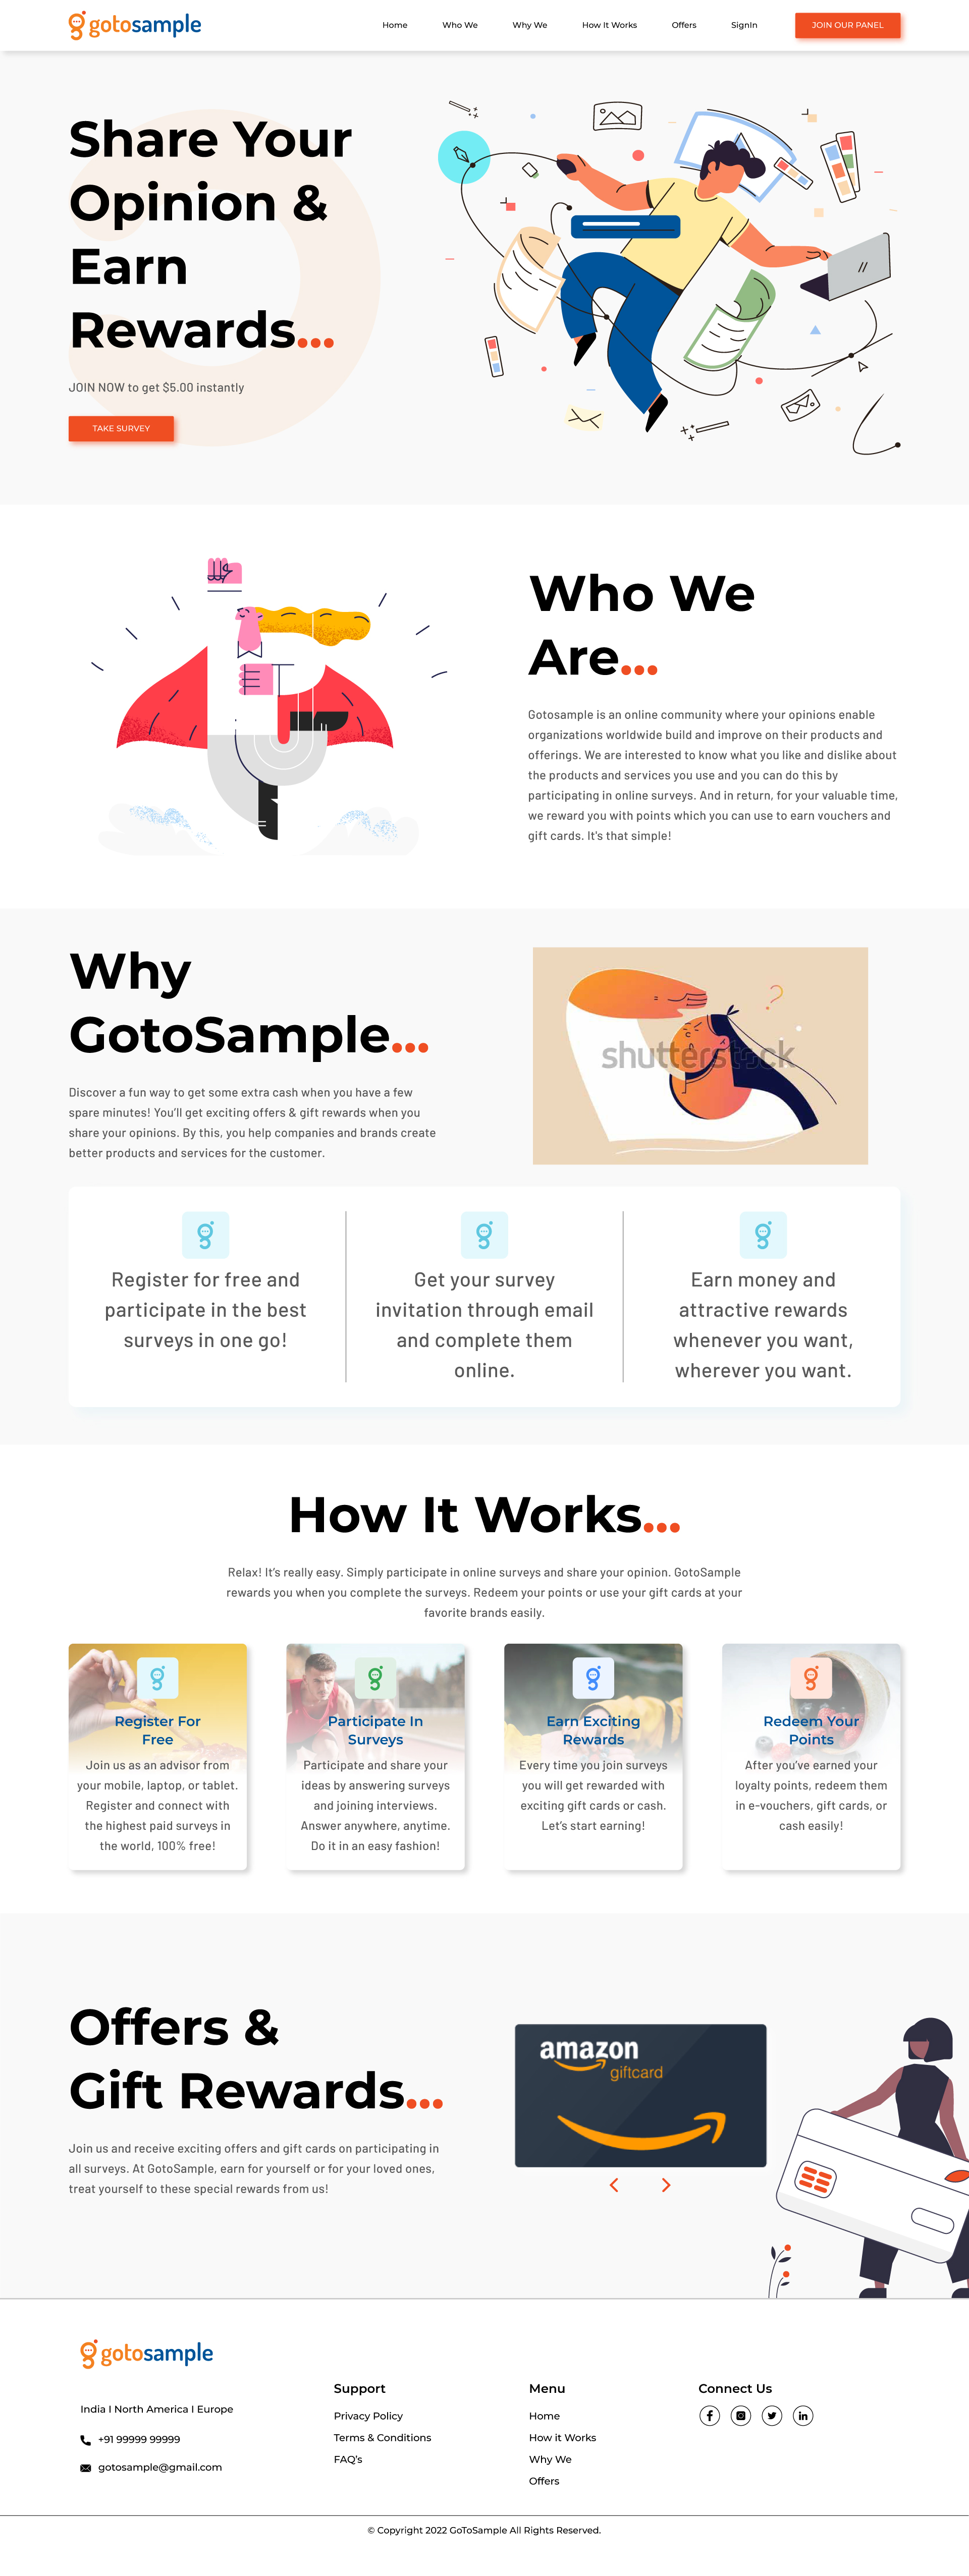 gotosample
Home Who We Why We How It Works Offers SignIn JOIN OUR PANEL
Share Your
Opinion &
Earn
Rewards...
JOIN NOW to get $5.00 instantly
TAKE SURVEY
Who We
Are...
Gotosample is an online community where your opinions enable
organizations worldwide build and improve on their products and
offerings. We are interested to know what you like and dislike about
the products and services you use and you can do this by
participating in online surveys. And in return, for your valuable time,
we reward you with points which you can use to earn vouchers and
gift cards. It's that simple!
Why
GotoSample...
Discover a fun way to get some extra cash when you have a few
spare minutes! You'll get exciting offers & gift rewards when you
share your opinions. By this, you help companies and brands create
better products and services for the customer.
shutterstock
Register for free and
participate in the best
surveys in one go!
Get your survey
invitation through email
and complete them
online.
Earn money and
attractive rewards
whenever you want,
wherever you want.
How It Works...
Relax! It's really easy. Simply participate in online surveys and share your opinion. GotoSample
rewards you when you complete the surveys. Redeem your points or use your gift cards at your
favorite brands easily.
Register For
Free
Join us as an advisor from
your mobile, laptop, or tablet.
Register and connect with
the highest paid surveys in
the world, 100% free!
Participate In
Surveys
Participate and share your
ideas by answering surveys
and joining interviews.
Answer anywhere, anytime.
Do it in an easy fashion!
Earn Exciting
Rewards
Every time you join surveys
you will get rewarded with
exciting gift cards or cash.
Let's start earning!
Redeem Your
Points
After you've earned your
loyalty points, redeem them
in e-vouchers, gift cards, or
cash easily!
Offers &
Gift Rewards...
Join us and receive exciting offers and gift cards on participating in
all surveys. At GotoSample, earn for yourself or for your loved ones,
treat yourself to these special rewards from us!
amazon
giftcard
gotosample
India I North America I Europe
+91 99999 99999
gotosample@gmail.com
Support
Privacy Policy
Terms & Conditions
FAQ's
Menu
Home
How it Works
Why We
Offers
Connect Us
© Copyright 2022 GoToSample All Rights Reserved.